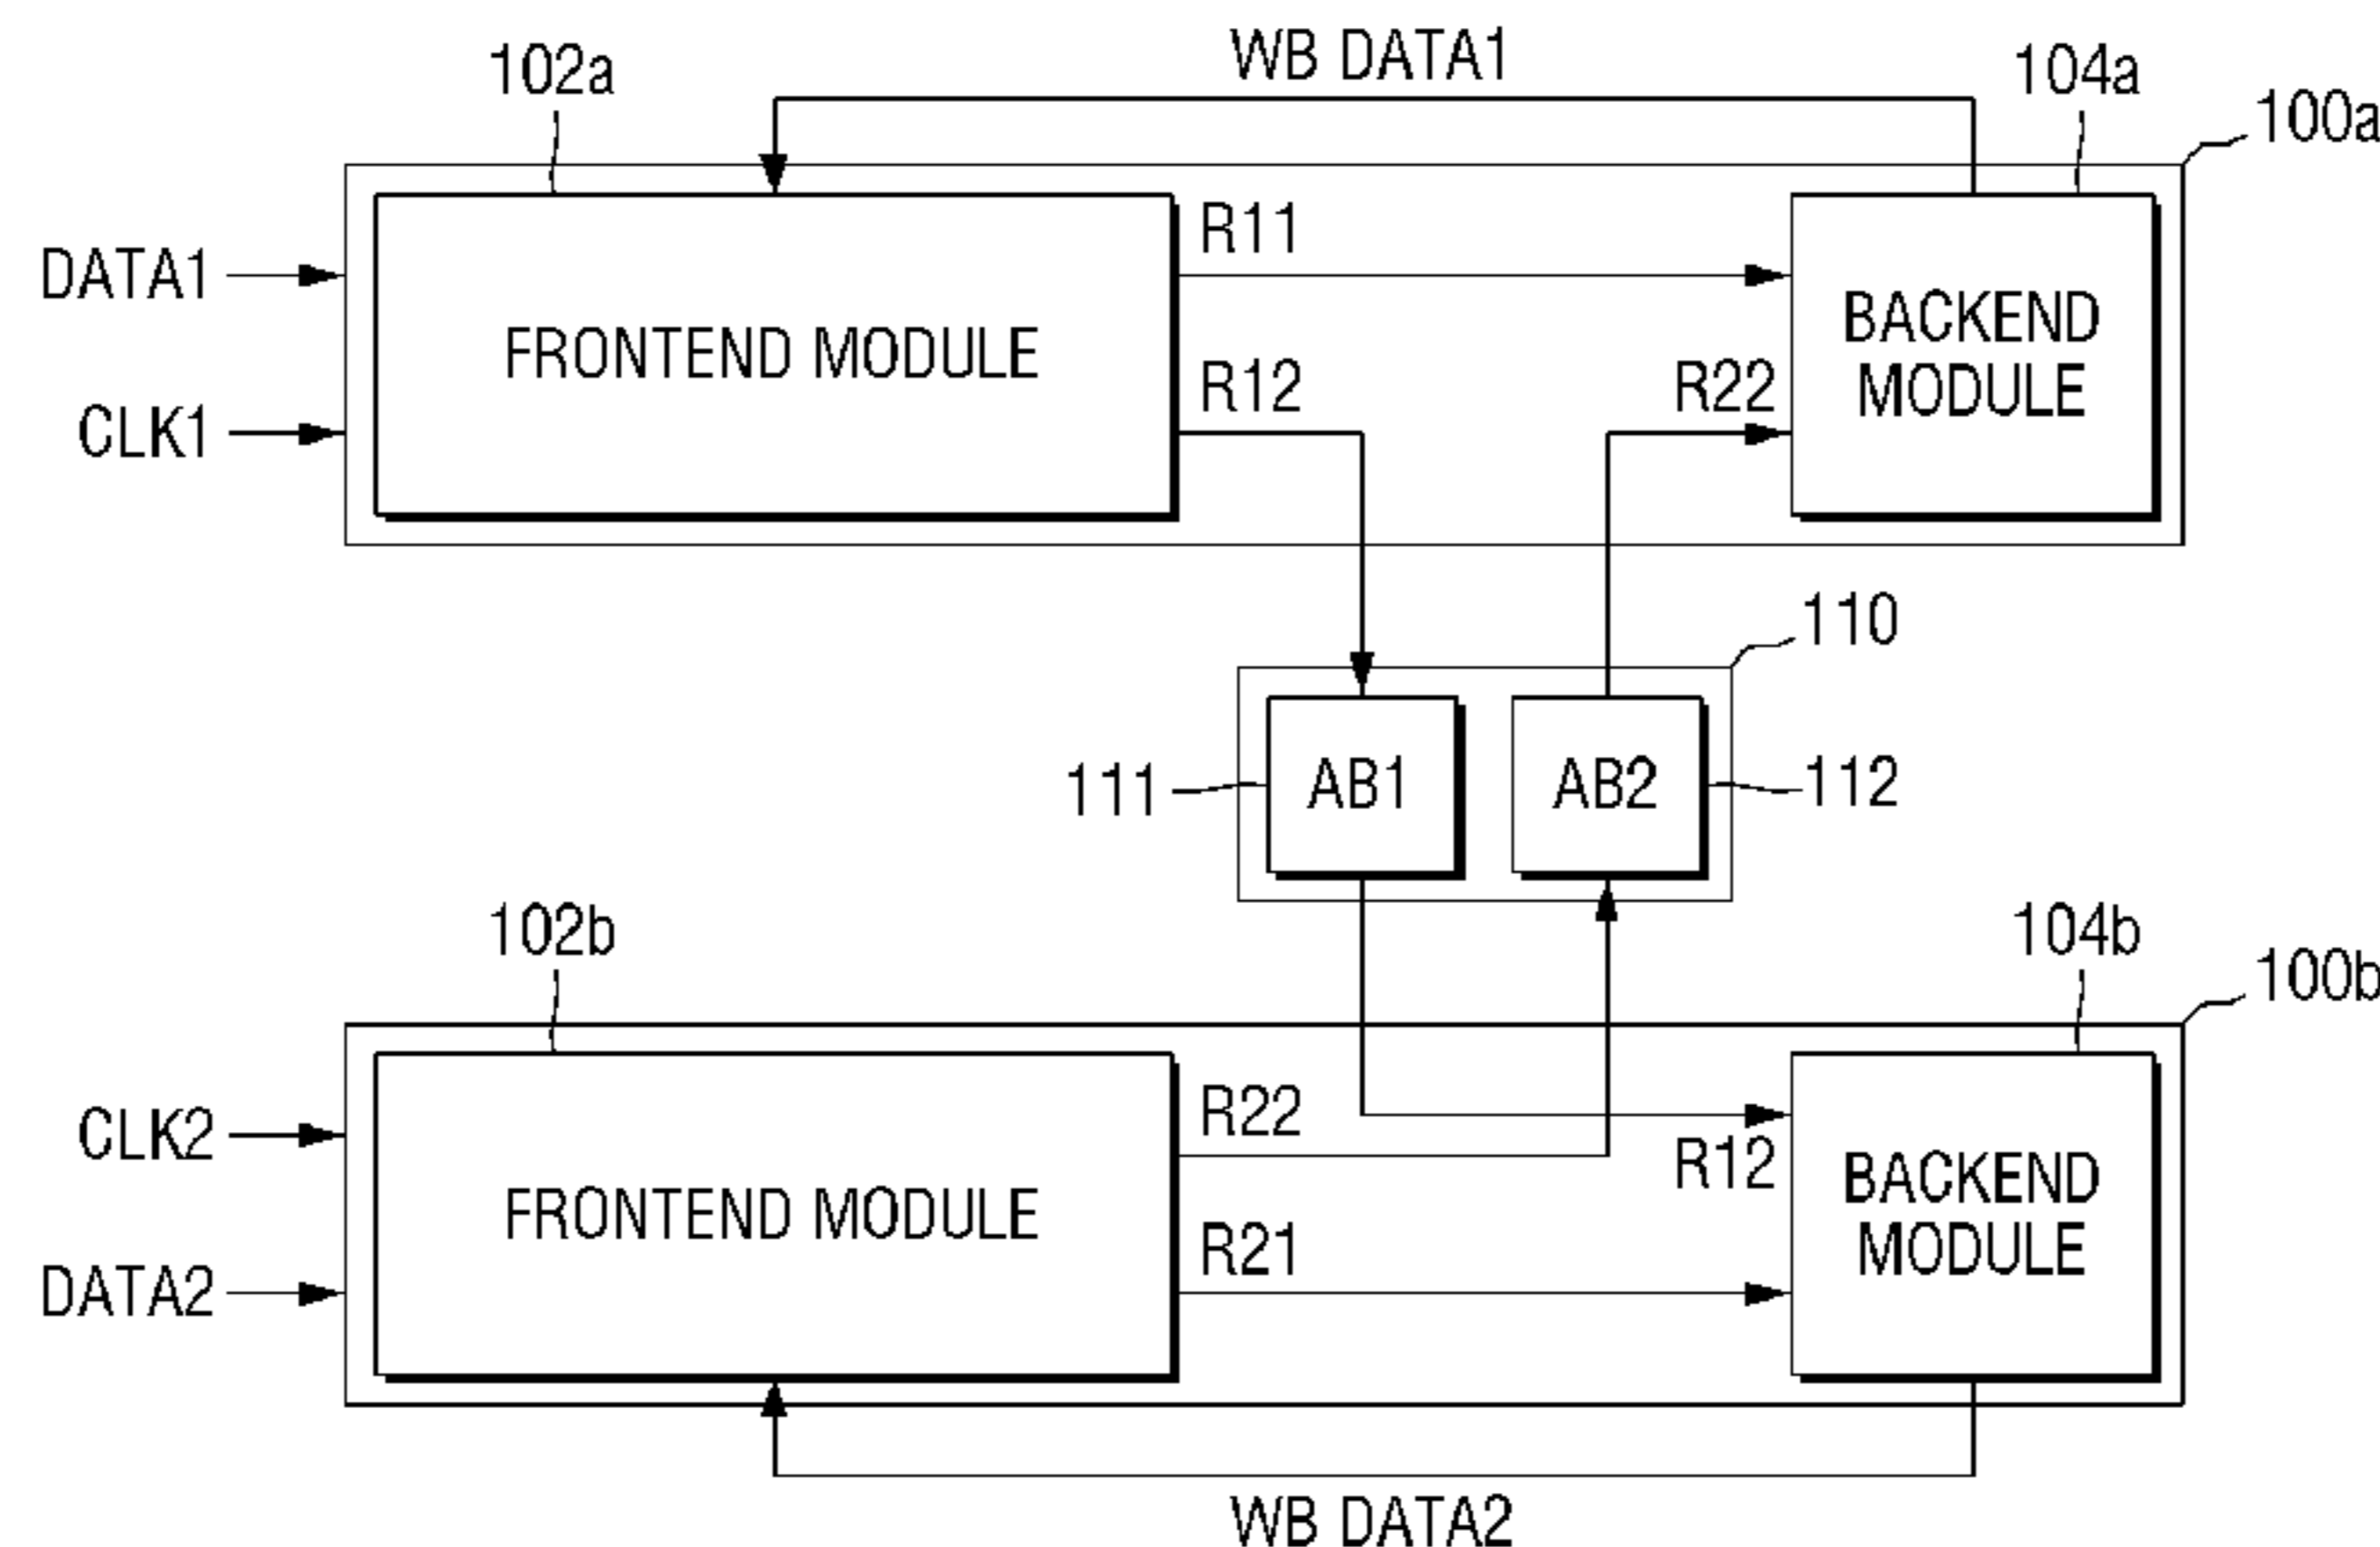 WB DATA1
102a
104a
100a
R11
DATA1
FRONTEND MODULE
BACKEND
MODULE
R12
R22
CLK1
110
111
AB1
AB2
112
102b
104b
100b
CLK2
R22
R12
FRONTEND MODULE
BACKEND
MODULE
R21
DATA2
WB DATA2